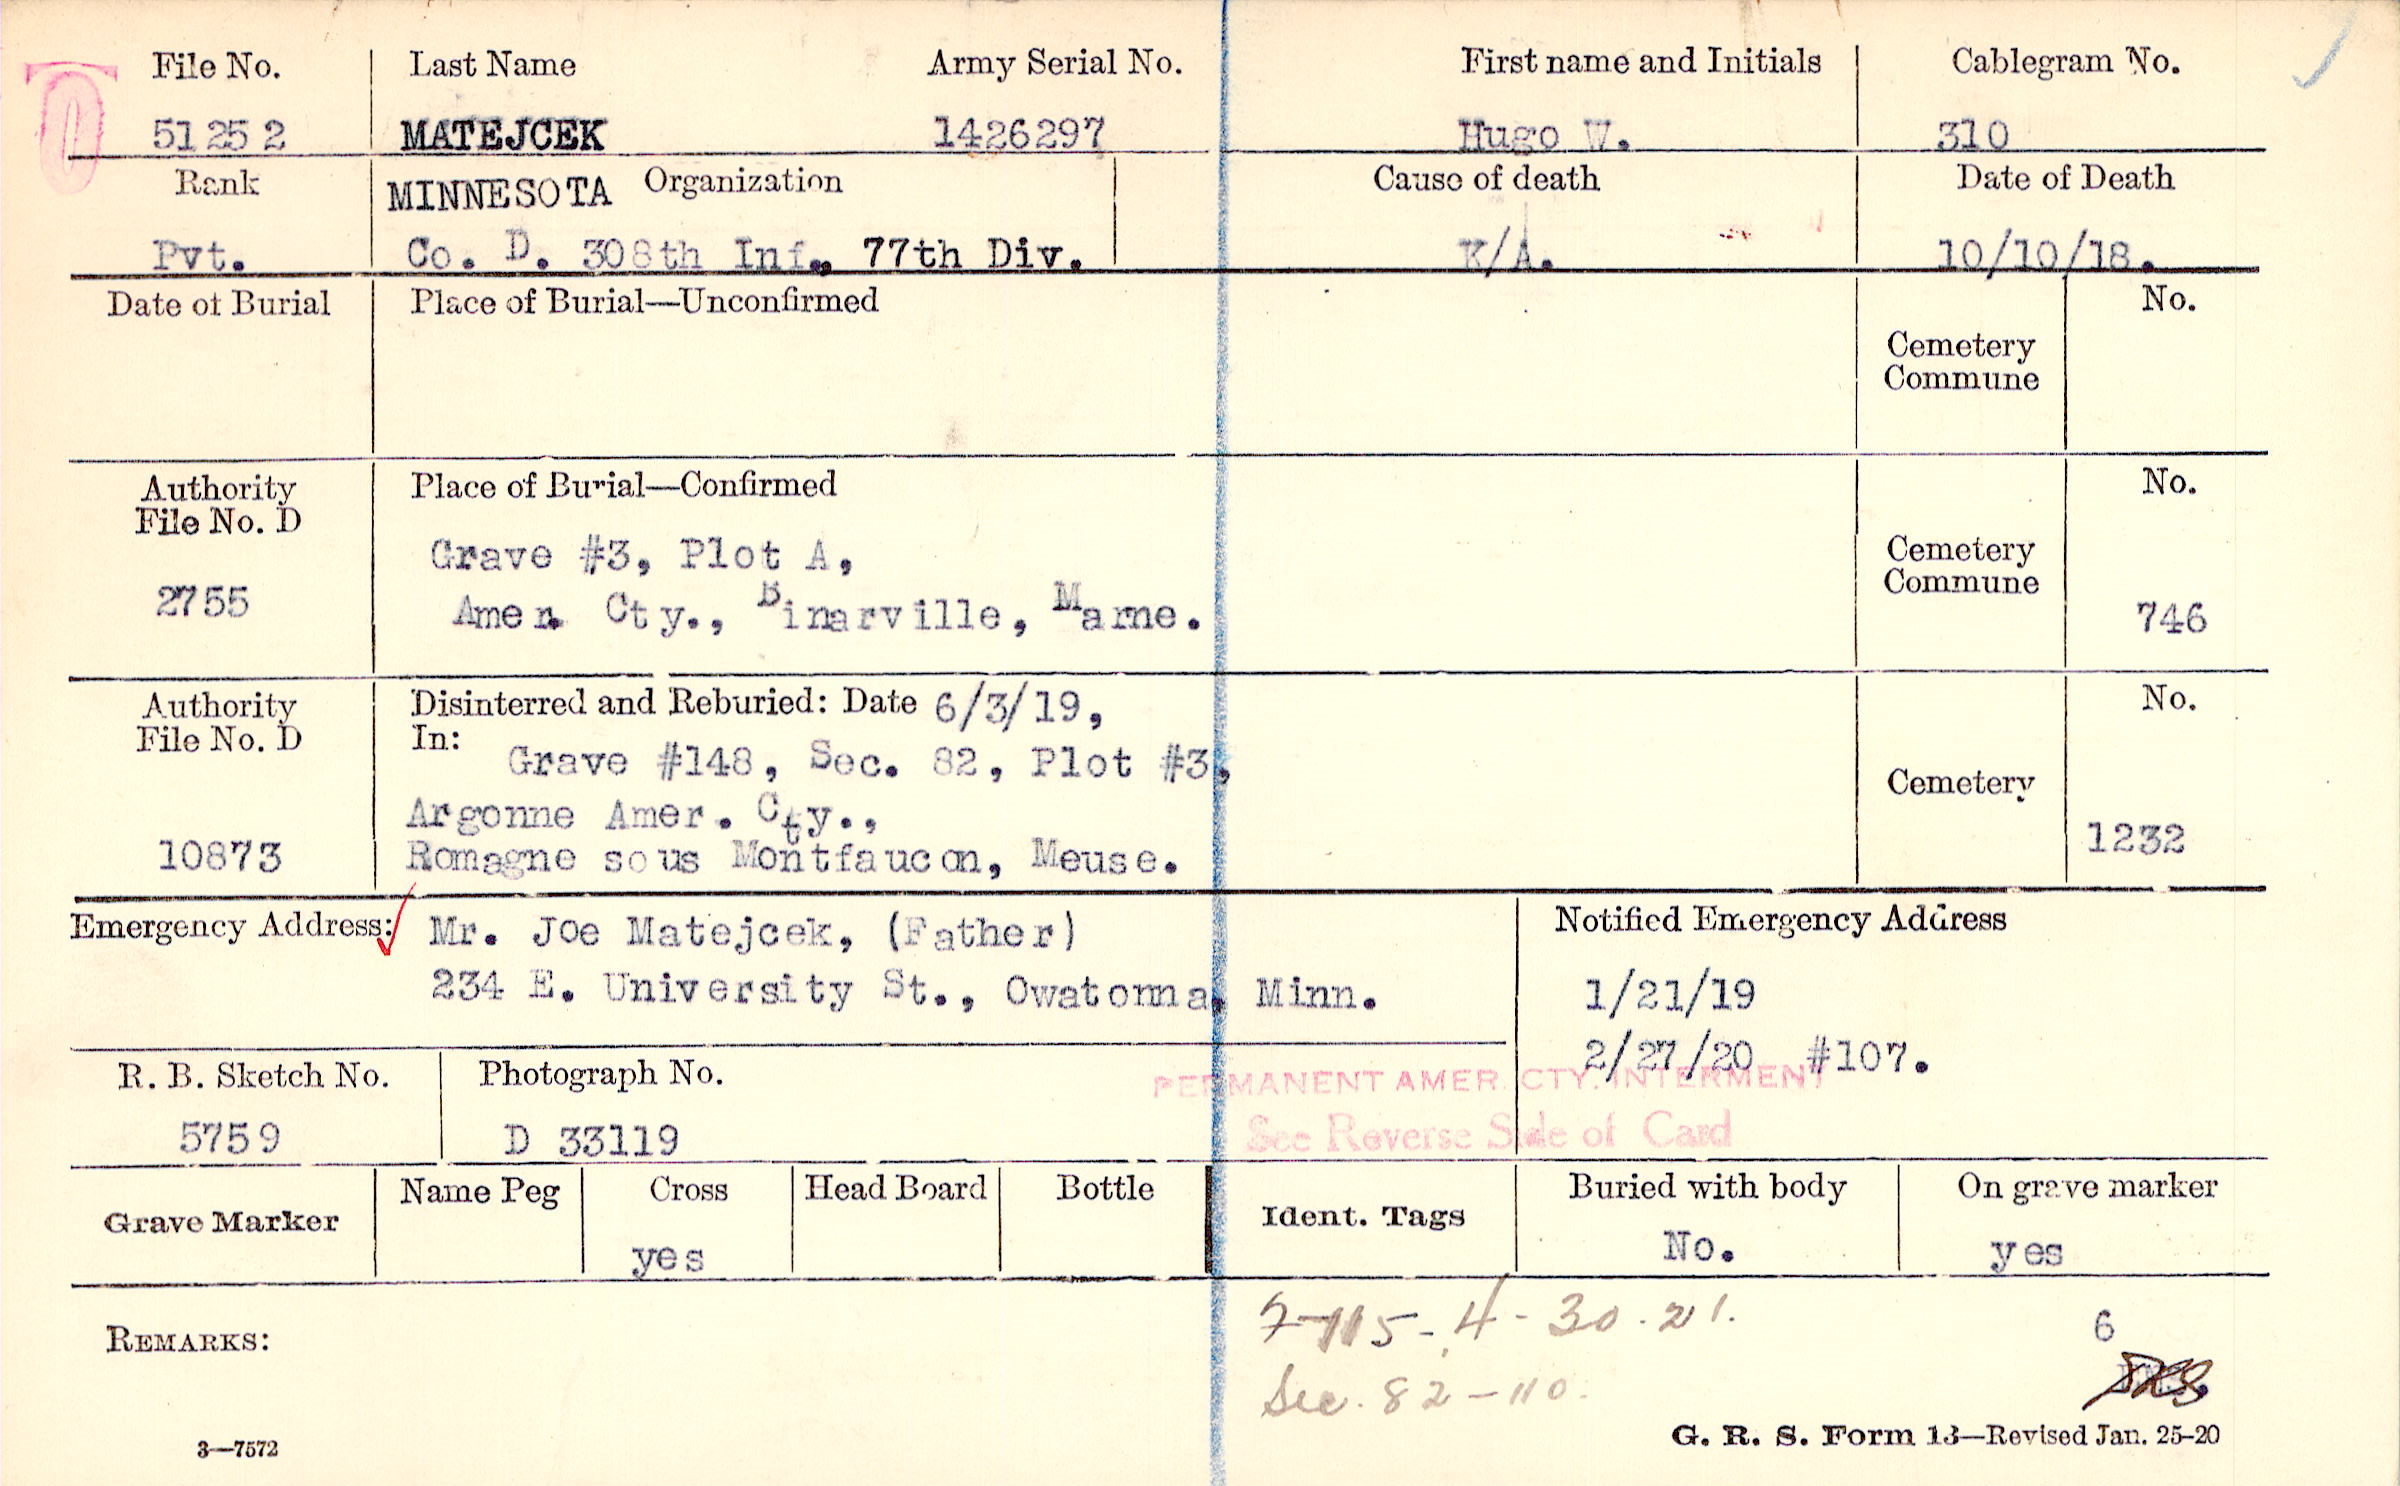 File No. Last Name Army Serial No. First name and Initials Cablegram No.
51252 MATEJCEK 1426297 Hugo W. 310
Rank MINNESOTA Organization Cause of death Date of Death
Pvt. Co. D. 308th Inf., 77th Div. K/A. 10/10/18.
Date of Burial Place of Burial—Unconfirmed No.
Cemetery
Commune
Authority Place of Burial—Confirmed No.
File No. D
Grave #3, Plot A, Cemetery
Commune
2755 Amer. Cty., Binarville, Marne. 746
Authority Disinterred and Reburied: Date 6/3/19, No.
File No. D In:
Grave #148, Sec. 82, Plot #3, Cemetery
Argonne Amer. Cty.,
10873 Romagne sous Montfaucon, Meuse. 1232
Emergency Address: Mr. Joe Matejcek, (Father) Notified Emergency Address
234 E. University St., Owatonna, Minn. 1/21/19
2/27/20 #107.
R. B. Sketch No. Photograph No. PERMANENT AMER. CTY. INTERMENT
5759 D 33119 See Reverse Side of Card
Grave Marker Name Peg Cross Head Board Bottle Ident. Tags Buried with body On grave marker
yes No. yes
REMARKS: 4-30.21. 6
Sec. 82-110.
3—7572 G. R. S. Form 13—Revised Jan. 25-20